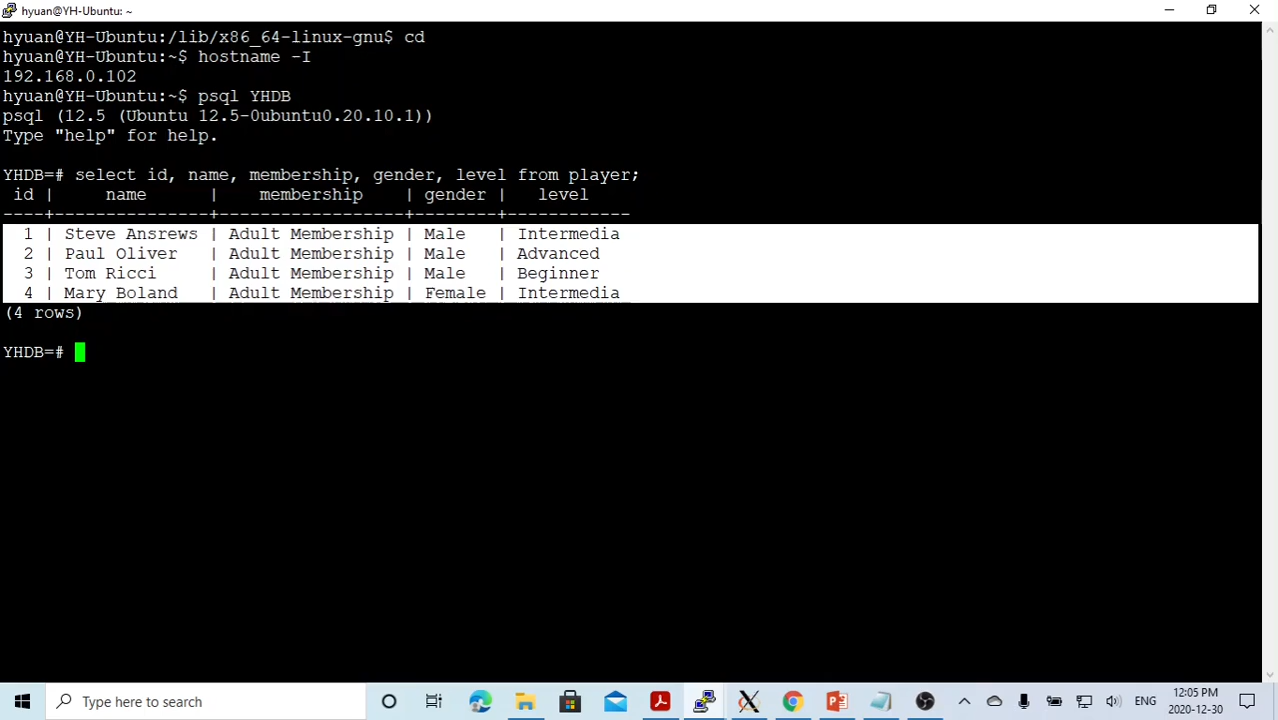 hyuan@YH-Ubuntu: ~
hyuan@YH-Ubuntu:/lib/x86_64-linux-gnu$ cd
hyuan@YH-Ubuntu:~$ hostname -I
192.168.0.102
hyuan@YH-Ubuntu:~$ psql YHDB
psql (12.5 (Ubuntu 12.5-0ubuntu0.20.10.1))
Type "help" for help.
YHDB=# select id, name, membership, gender, level from player;
 id |     name      |    membership    | gender |   level
----+---------------+------------------+--------+------------
  1 | Steve Ansrews | Adult Membership | Male   | Intermedia
  2 | Paul Oliver   | Adult Membership | Male   | Advanced
  3 | Tom Ricci     | Adult Membership | Male   | Beginner
  4 | Mary Boland   | Adult Membership | Female | Intermedia
(4 rows)
YHDB=#
Type here to search
ENG
12:05 PM
2020-12-30